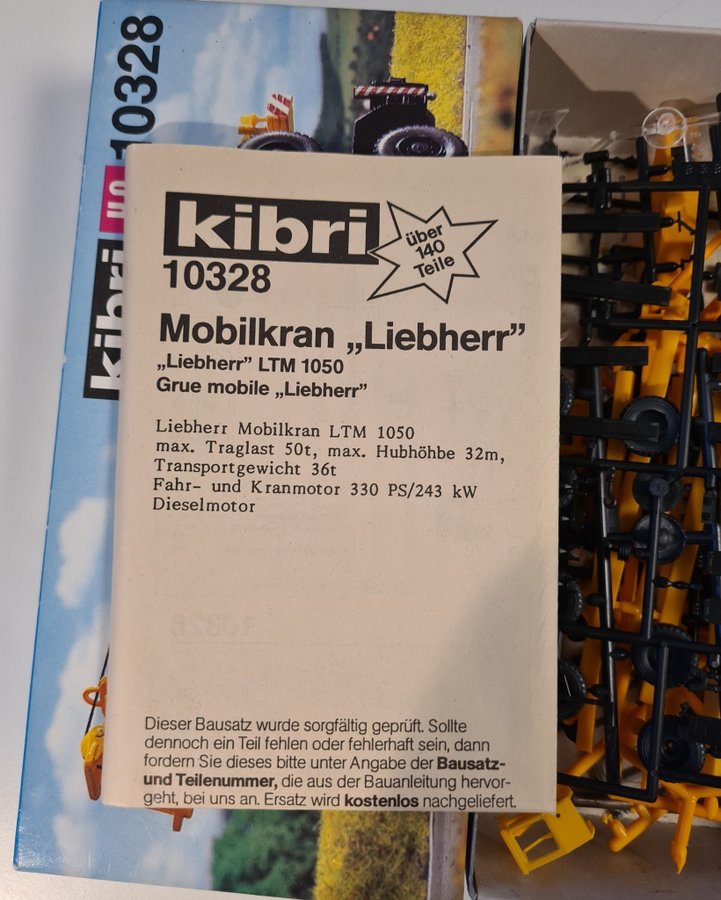 10328
H0
kibri
kibri
über
140
Teile
10328
Mobilkran „Liebherr”
„Liebherr” LTM 1050
Grue mobile „Liebherr”
Liebherr Mobilkran LTM 1050
max. Traglast 50t, max. Hubhöhbe 32m,
Transportgewicht 36t
Fahr- und Kranmotor 330 PS/243 kW
Dieselmotor
Dieser Bausatz wurde sorgfältig geprüft. Sollte
dennoch ein Teil fehlen oder fehlerhaft sein, dann
fordern Sie dieses bitte unter Angabe der Bausatz-
und Teilenummer, die aus der Bauanleitung hervor-
geht, bei uns an. Ersatz wird kostenlos nachgeliefert.